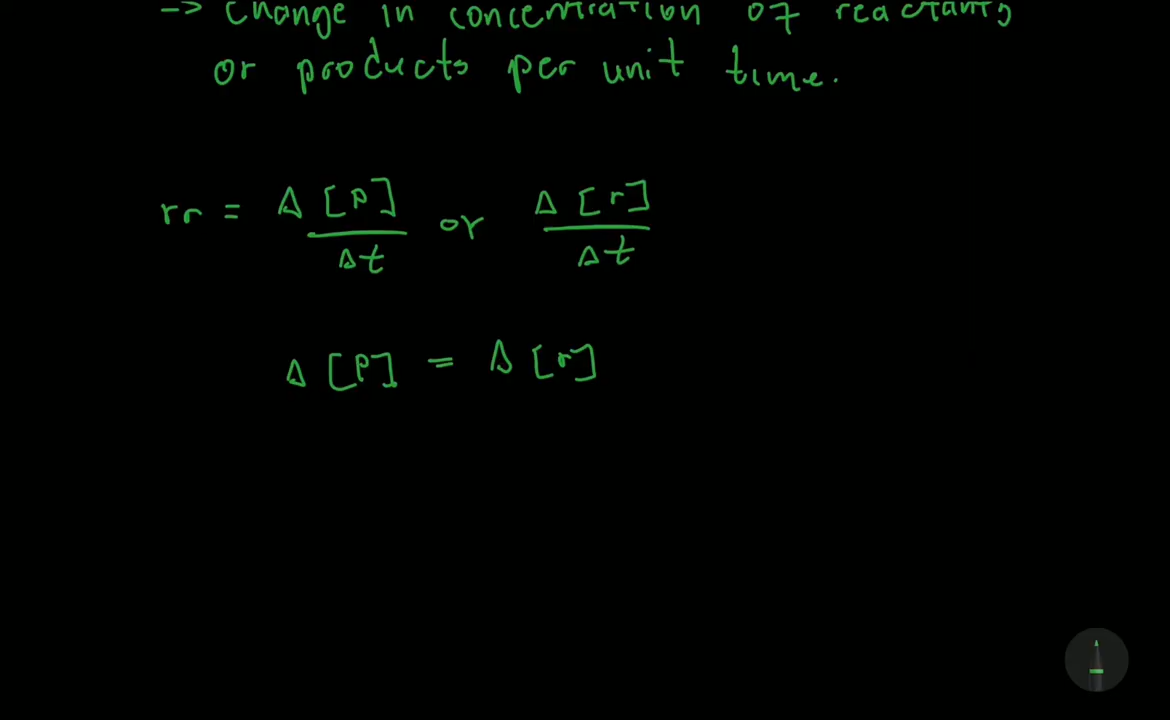 -> Change in concentration of reactants
or products per unit time.
rr = Δ[P]/Δt or Δ[r]/Δt
Δ[P] = Δ[r]